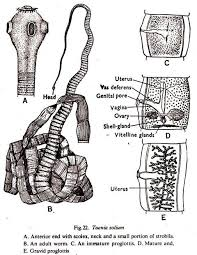 A
Head
B
C
Uterus
Vas deferens
Genital pore
Vagina
Ovary
Shell-gland
Vitelline glands
D
Uterus
E
Fig.22. Taenia solium
A. Anterior end with scolex, neck and a small portion of strobila.
B. An adult worm. C. An immature proglottis. D. Mature and,
E. Gravid proglottis